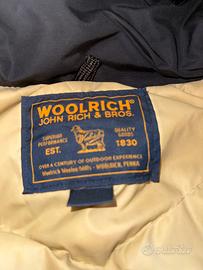 WOOLRICH®
JOHN RICH & BROS.
SUPERIOR PERFORMANCE
QUALITY GOODS
EST.
1830
OVER A CENTURY OF OUTDOOR EXPERIENCE
Woolrich Woolen Mills - WOOLRICH, PENNA